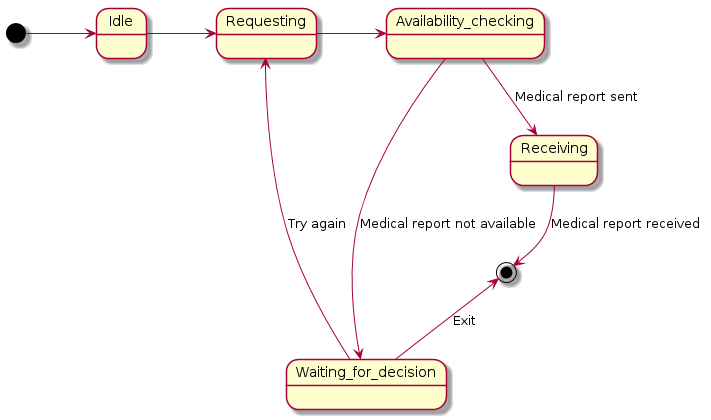 Idle
Requesting
Availability_checking
Medical report sent
Receiving
Try again
Medical report not available
Medical report received
Exit
Waiting_for_decision